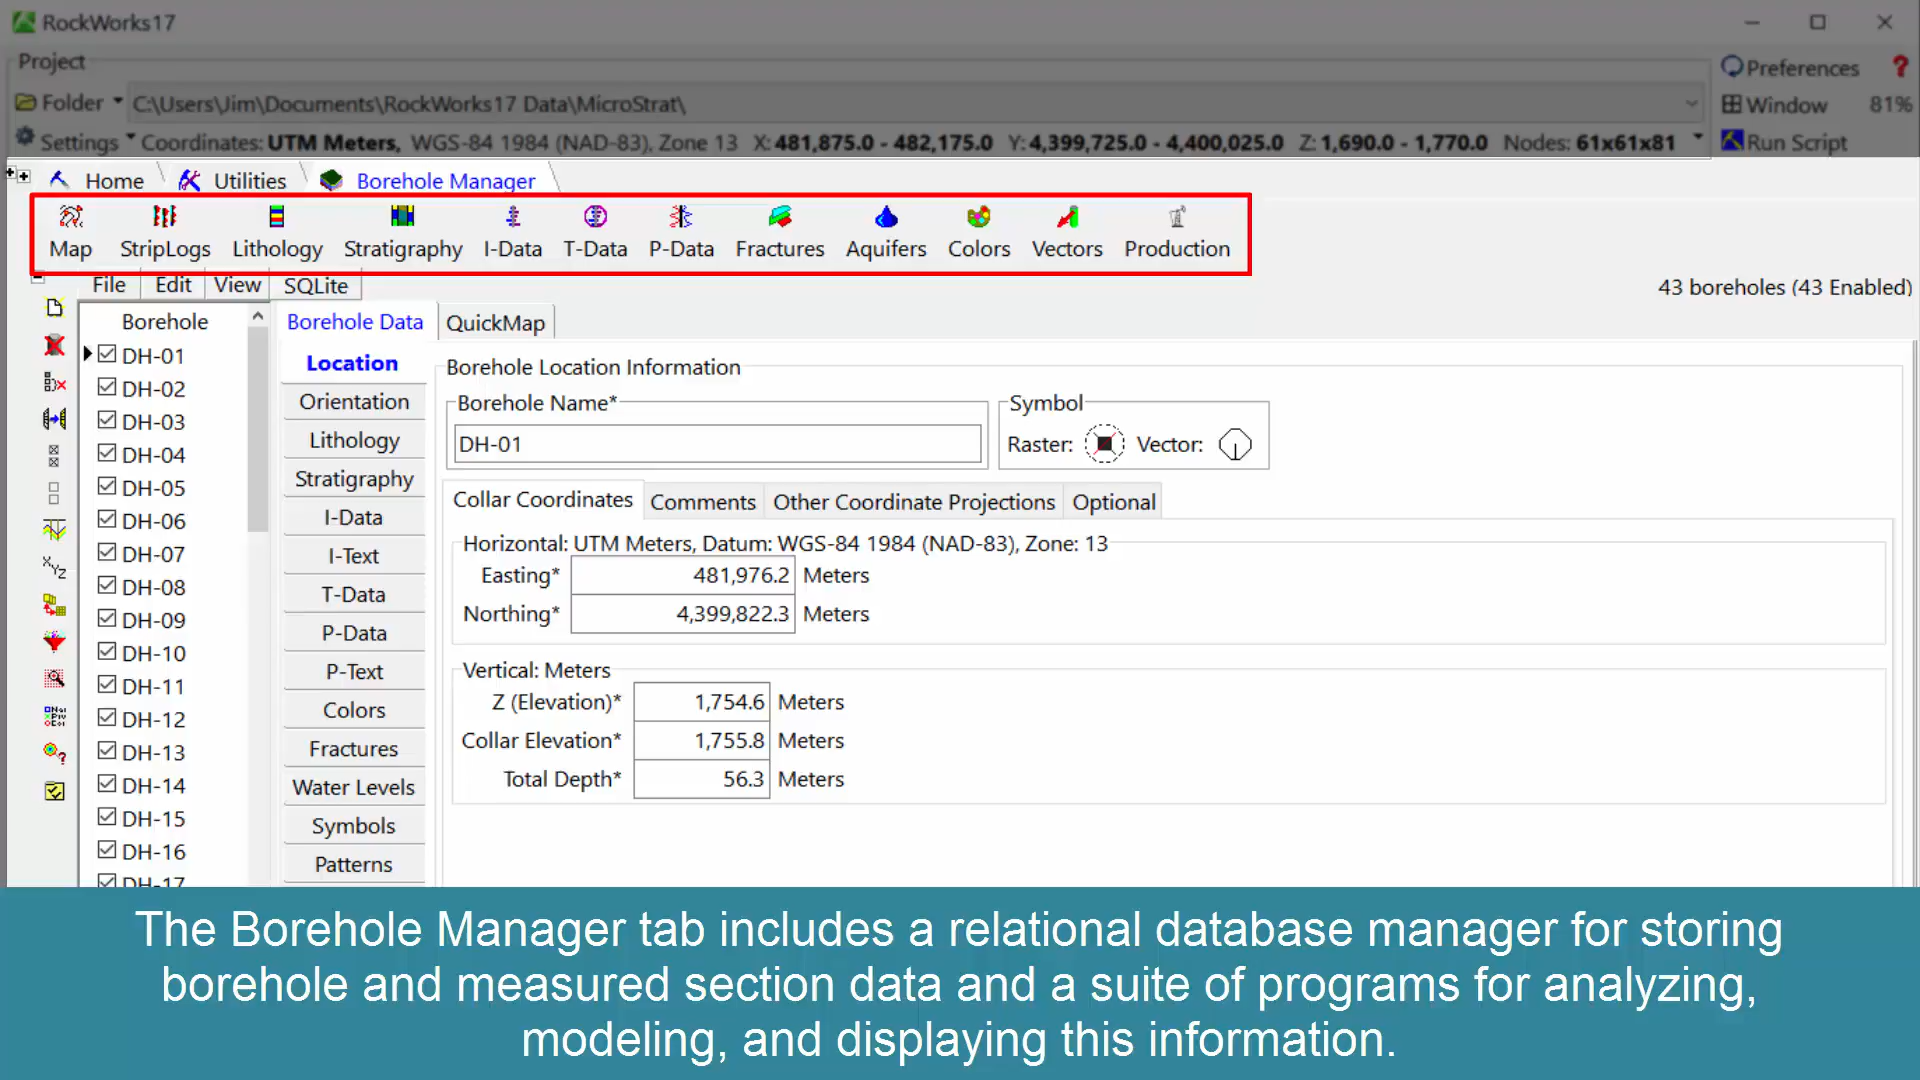 RockWorks17
Project
Folder C:\Users\Jim\Documents\RockWorks17 Data\MicroStrat\
Settings Coordinates: UTM Meters, WGS-84 1984 (NAD-83), Zone 13 X: 481,875.0 - 482,175.0 Y: 4,399,725.0 - 4,400,025.0 Z: 1,690.0 - 1,770.0 Nodes: 61x61x81
Preferences ?
Window 81%
Run Script
Home Utilities Borehole Manager
Map StripLogs Lithology Stratigraphy I-Data T-Data P-Data Fractures Aquifers Colors Vectors Production
File Edit View SQLite
43 boreholes (43 Enabled)
Borehole
DH-01
DH-02
DH-03
DH-04
DH-05
DH-06
DH-07
DH-08
DH-09
DH-10
DH-11
DH-12
DH-13
DH-14
DH-15
DH-16
DH-17
Borehole Data QuickMap
Location
Orientation
Lithology
Stratigraphy
I-Data
I-Text
T-Data
P-Data
P-Text
Colors
Fractures
Water Levels
Symbols
Patterns
Borehole Location Information
Borehole Name*
DH-01
Symbol
Raster: Vector:
Collar Coordinates Comments Other Coordinate Projections Optional
Horizontal: UTM Meters, Datum: WGS-84 1984 (NAD-83), Zone: 13
Easting* 481,976.2 Meters
Northing* 4,399,822.3 Meters
Vertical: Meters
Z (Elevation)* 1,754.6 Meters
Collar Elevation* 1,755.8 Meters
Total Depth* 56.3 Meters
The Borehole Manager tab includes a relational database manager for storing
borehole and measured section data and a suite of programs for analyzing,
modeling, and displaying this information.